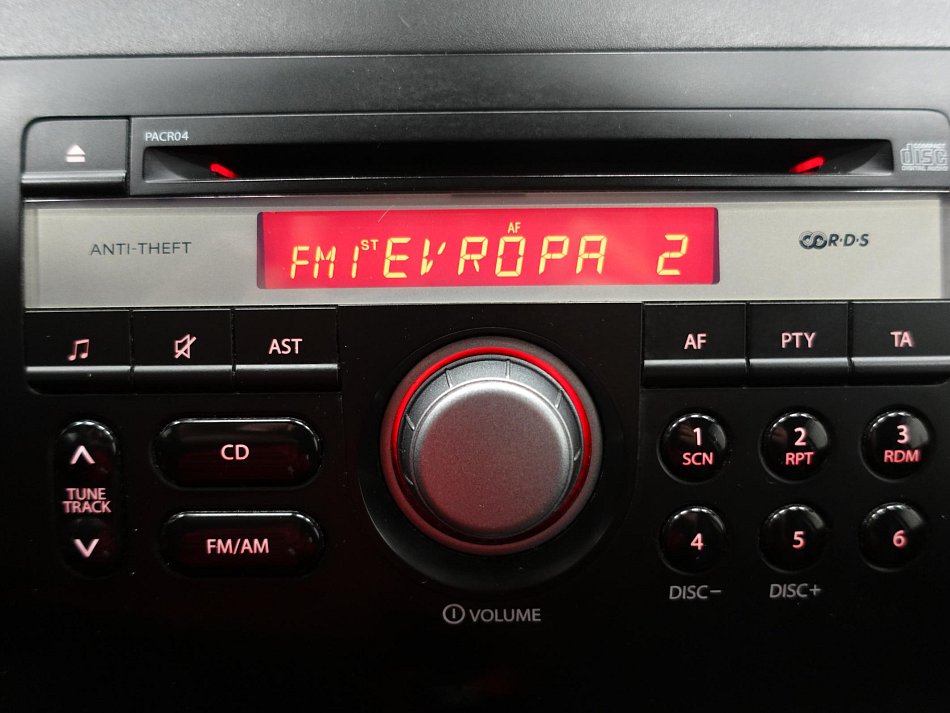 PACR04
COMPACT
disc
DIGITAL AUDIO
ANTI-THEFT
AF
FM1 ST EVROPA 2
R·D·S
AST
AF PTY TA
CD
TUNE
TRACK
FM/AM
1 2 3
SCN RPT RDM
4 5 6
DISC− DISC+
VOLUME